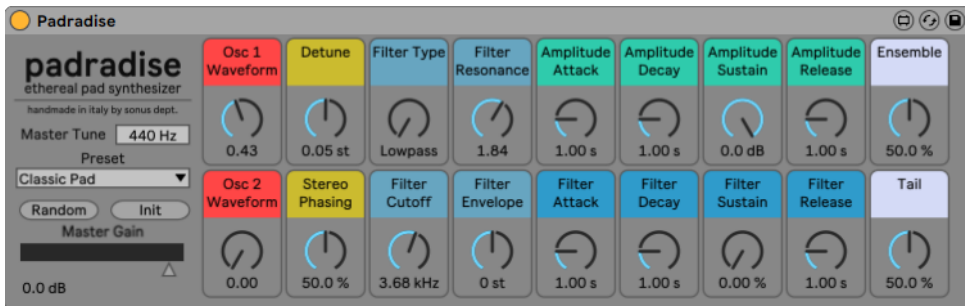 Padradise
padradise
ethereal pad synthesizer
handmade in italy by sonus dept.
Master Tune 440 Hz
Preset
Classic Pad
Random Init
Master Gain
0.0 dB
Osc 1
Waveform
0.43
Detune
0.05 st
Filter Type
Lowpass
Filter
Resonance
1.84
Amplitude
Attack
1.00 s
Amplitude
Decay
1.00 s
Amplitude
Sustain
0.0 dB
Amplitude
Release
1.00 s
Ensemble
50.0 %
Osc 2
Waveform
0.00
Stereo
Phasing
50.0 %
Filter
Cutoff
3.68 kHz
Filter
Envelope
0 st
Filter
Attack
1.00 s
Filter
Decay
1.00 s
Filter
Sustain
0.00 %
Filter
Release
1.00 s
Tail
50.0 %